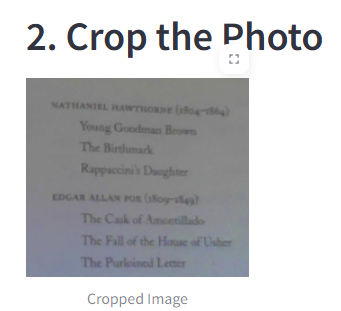 2. Crop the Photo
NATHANIEL HAWTHORNE (1804–1864)
Young Goodman Brown
The Birthmark
Rappaccini's Daughter
EDGAR ALLAN POE (1809–1849)
The Cask of Amontillado
The Fall of the House of Usher
The Purloined Letter
Cropped Image